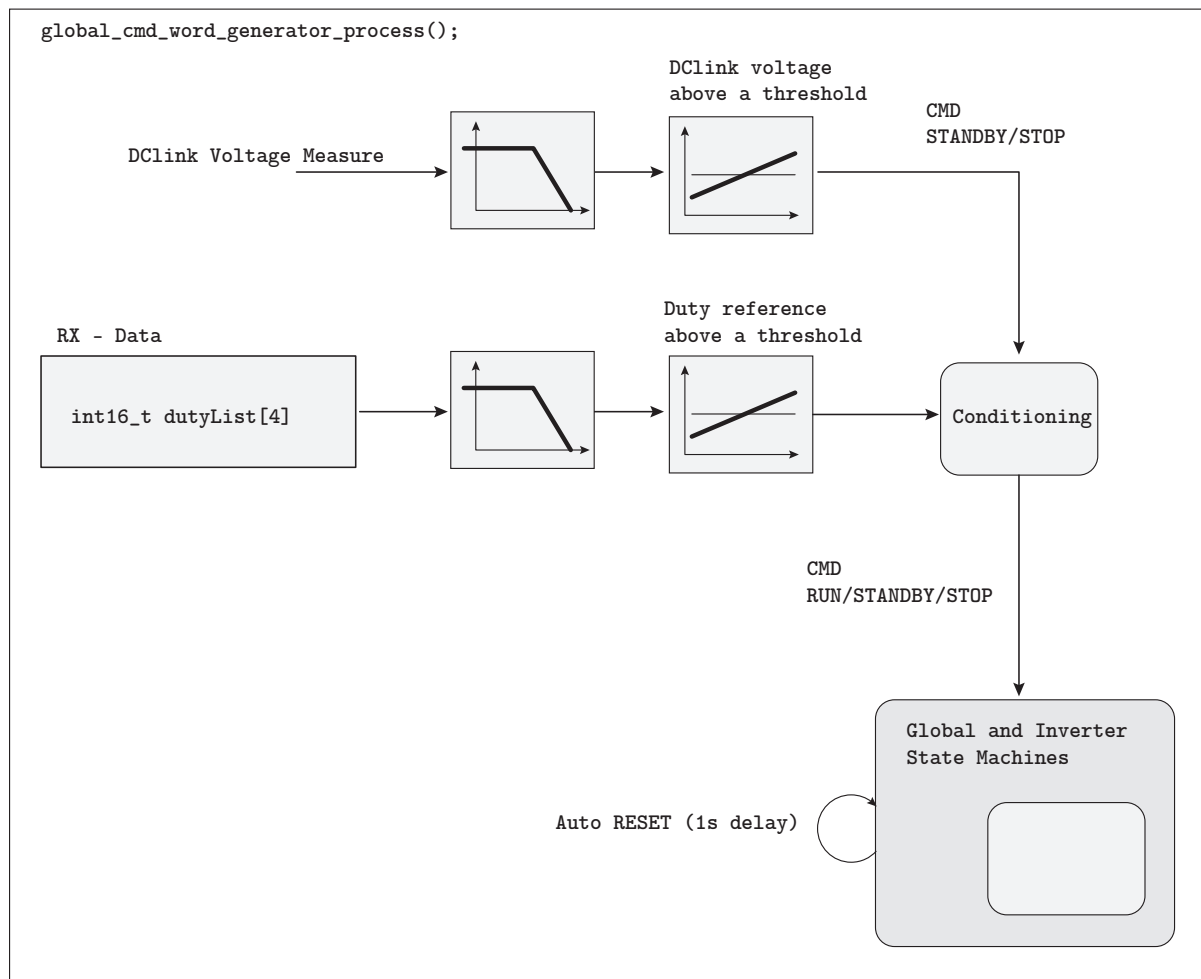 global_cmd_word_generator_process();
DClink voltage
above a threshold
CMD
STANDBY/STOP
DClink Voltage Measure
Duty reference
above a threshold
RX - Data
int16_t dutyList[4]
Conditioning
CMD
RUN/STANDBY/STOP
Global and Inverter
State Machines
Auto RESET (1s delay)